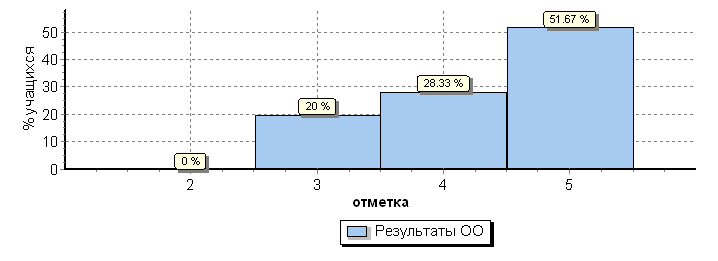 % учащихся
50
40
30
20
10
0
0 %
20 %
28.33 %
51.67 %
2 3 4 5
отметка
Результаты ОО